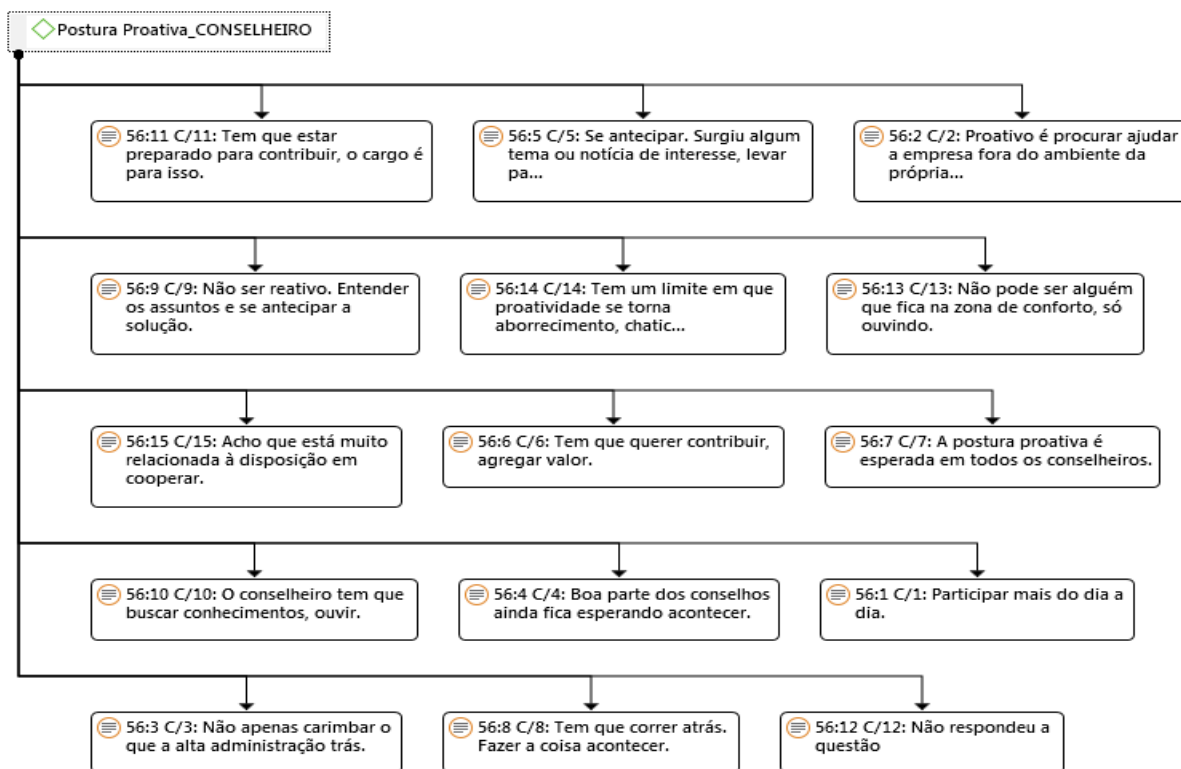 Postura Proativa_CONSELHEIRO
56:11 C/11: Tem que estar
preparado para contribuir, o cargo é
para isso.
56:5 C/5: Se antecipar. Surgiu algum
tema ou notícia de interesse, levar
pa...
56:2 C/2: Proativo é procurar ajudar
a empresa fora do ambiente da
própria...
56:9 C/9: Não ser reativo. Entender
os assuntos e se antecipar a
solução.
56:14 C/14: Tem um limite em que
proatividade se torna
aborrecimento, chatic...
56:13 C/13: Não pode ser alguém
que fica na zona de conforto, só
ouvindo.
56:15 C/15: Acho que está muito
relacionada à disposição em
cooperar.
56:6 C/6: Tem que querer contribuir,
agregar valor.
56:7 C/7: A postura proativa é
esperada em todos os conselheiros.
56:10 C/10: O conselheiro tem que
buscar conhecimentos, ouvir.
56:4 C/4: Boa parte dos conselhos
ainda fica esperando acontecer.
56:1 C/1: Participar mais do dia a
dia.
56:3 C/3: Não apenas carimbar o
que a alta administração trás.
56:8 C/8: Tem que correr atrás.
Fazer a coisa acontecer.
56:12 C/12: Não respondeu a
questão